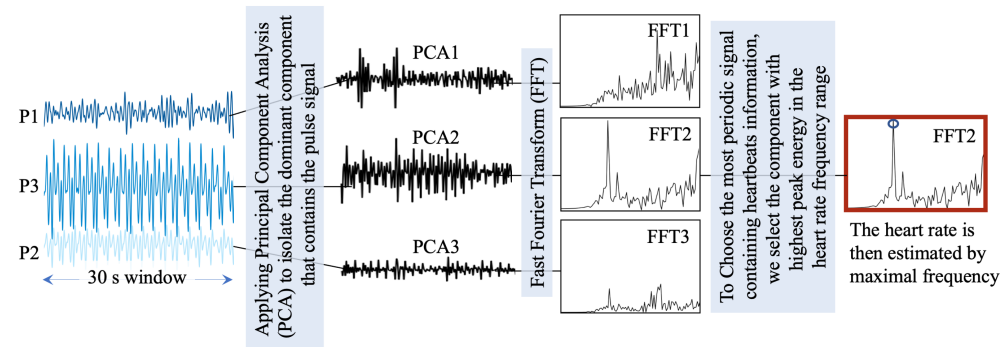 P1
P3
P2
30 s window
Applying Principal Component Analysis
(PCA) to isolate the dominant component
that contains the pulse signal
PCA1
PCA2
PCA3
Fast Fourier Transform (FFT)
FFT1
FFT2
FFT3
To Choose the most periodic signal
containing heartbeats information,
we select the component with
highest peak energy in the
heart rate frequency range
FFT2
The heart rate is
then estimated by
maximal frequency